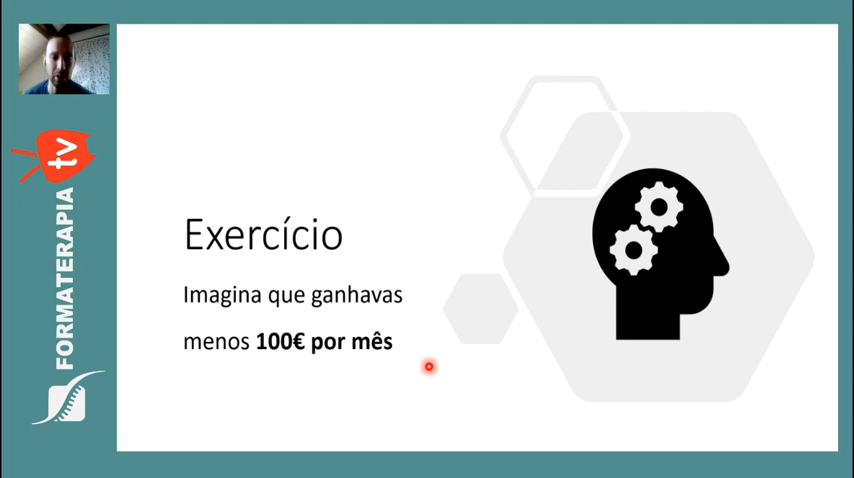 tv
FORMATERAPIA
Exercício
Imagina que ganhavas
menos 100€ por mês